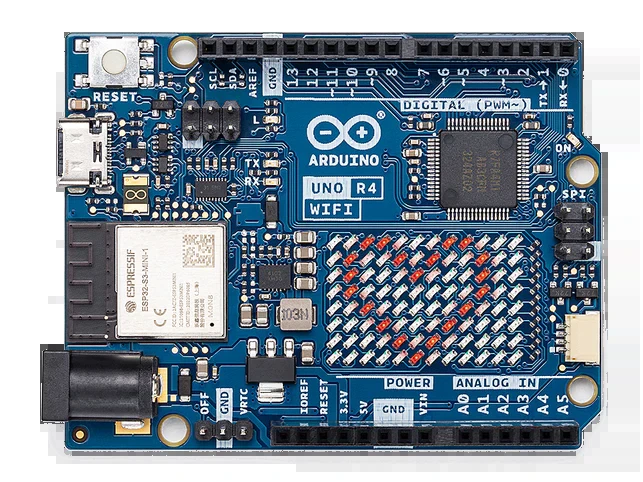 RESET
SCL
SDA
AREF
GND
13
12
~11
~10
~9
8
7
~6
~5
4
~3
2
TX→1
RX←0
DIGITAL (PWM~)
L
TX
RX
ARDUINO
®
UNO R4
WIFI
ON
SPI
ESPRESSIF
ESP32-S3-MINI-1
CE
POWER
ANALOG IN
OFF
GND
VRTC
IOREF
RESET
3.3V
5V
GND
VIN
A0
A1
A2
A3
A4
A5